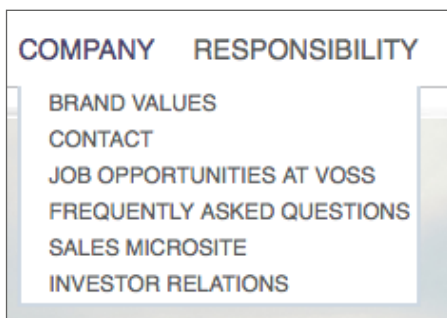 COMPANY RESPONSIBILITY
BRAND VALUES
CONTACT
JOB OPPORTUNITIES AT VOSS
FREQUENTLY ASKED QUESTIONS
SALES MICROSITE
INVESTOR RELATIONS